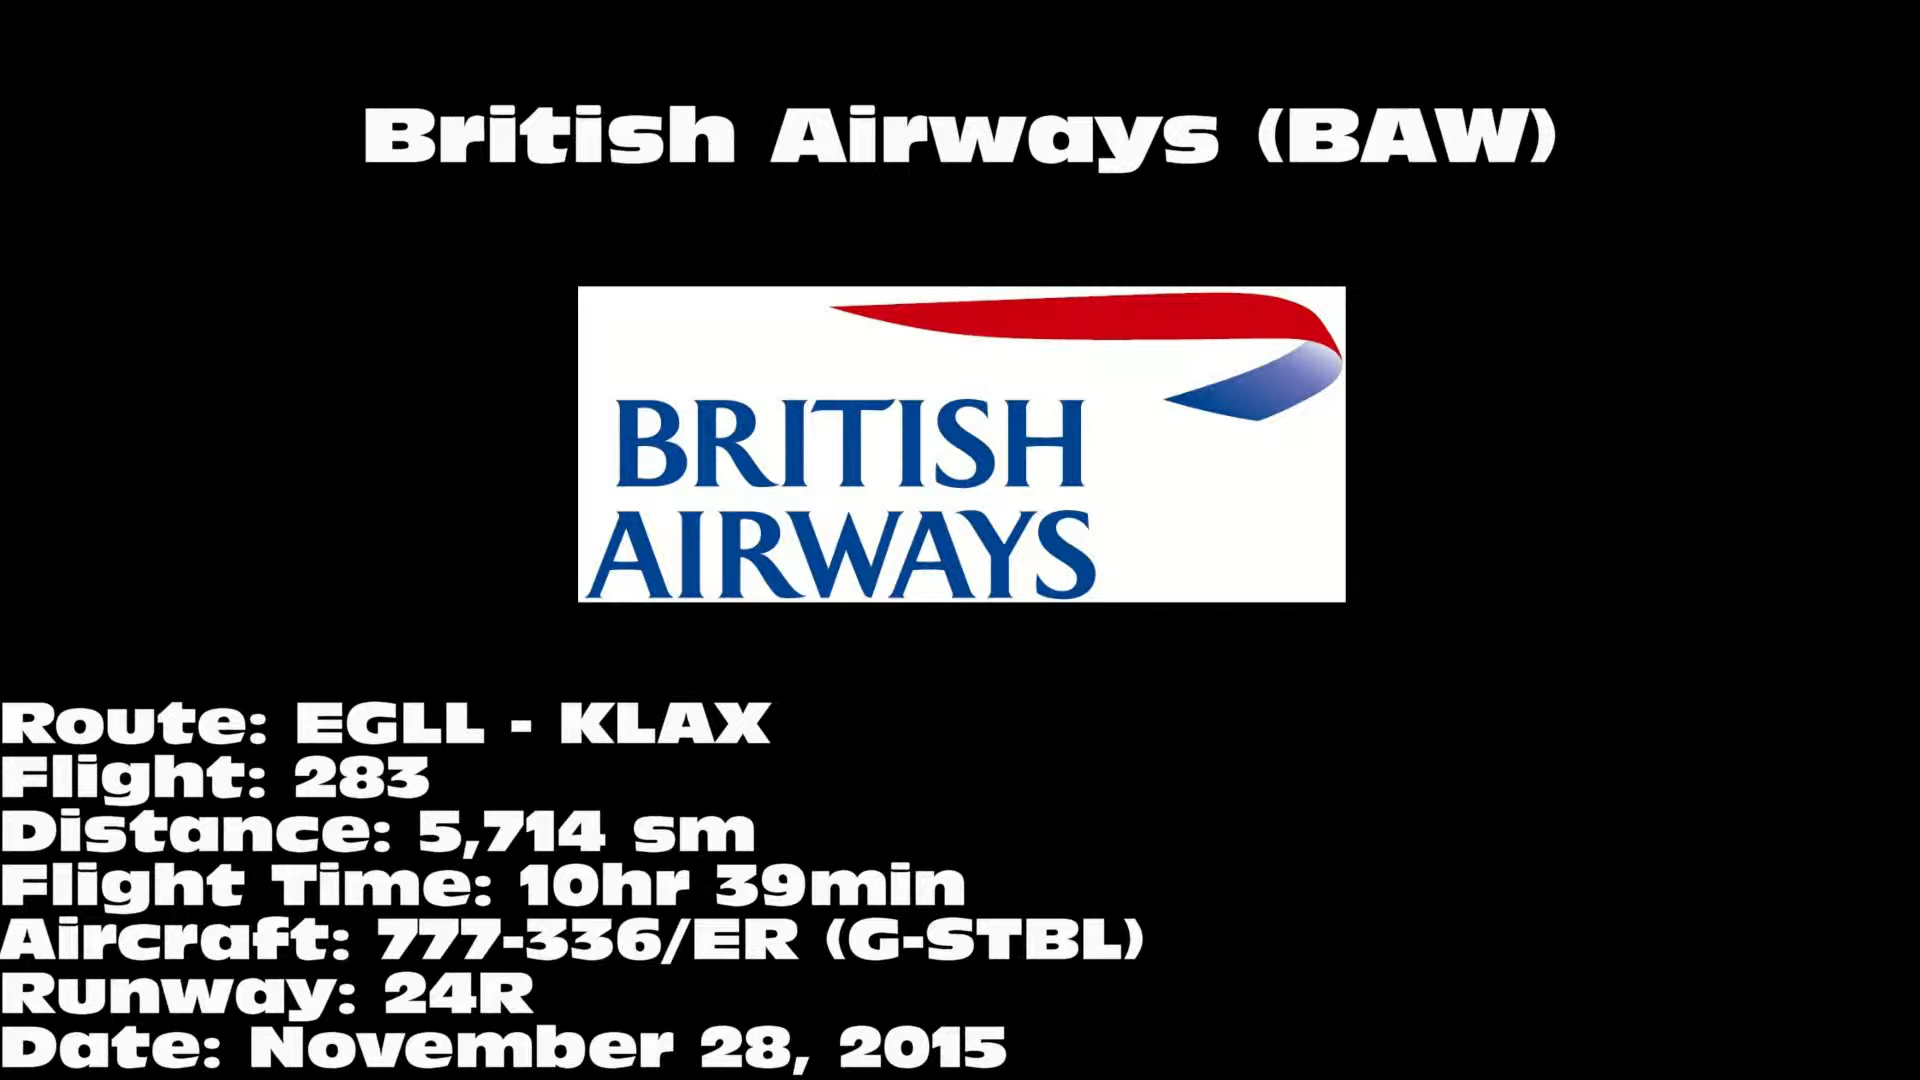 British Airways (BAW)
BRITISH
AIRWAYS
Route: EGLL - KLAX
Flight: 283
Distance: 5,714 sm
Flight Time: 10hr 39min
Aircraft: 777-336/ER (G-STBL)
Runway: 24R
Date: November 28, 2015